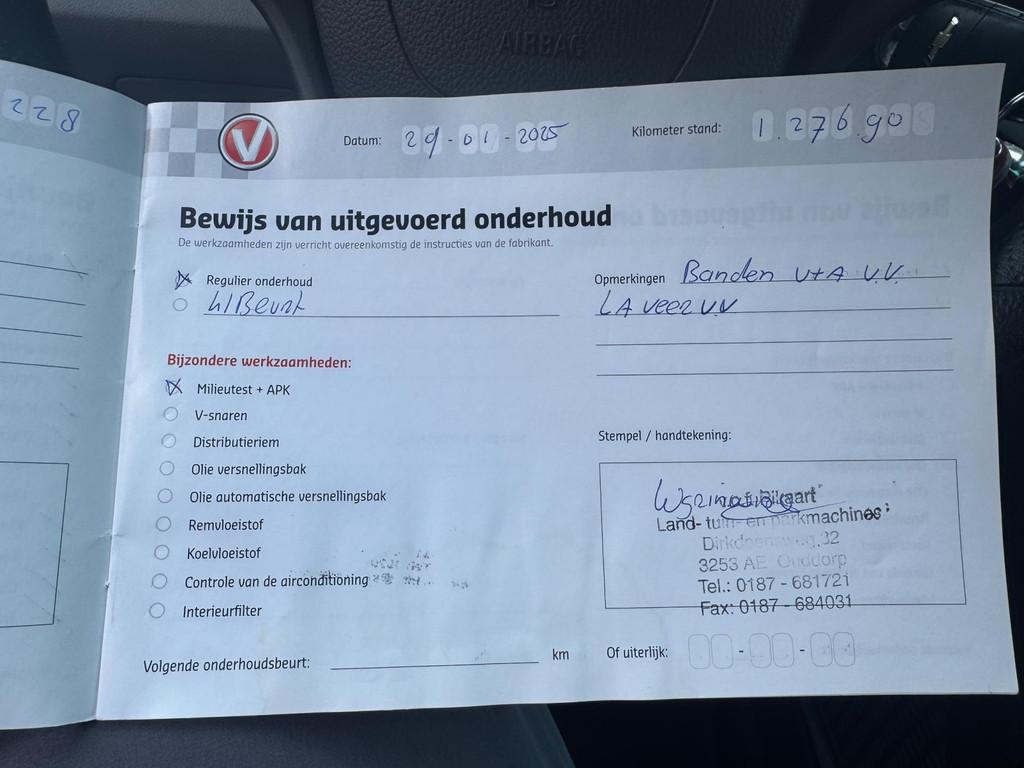 AIRBAG
228
V
Datum: 29-01-2025
Kilometer stand: 1.276.90
Bewijs van uitgevoerd onderhoud
De werkzaamheden zijn verricht overeenkomstig de instructies van de fabrikant.
Regulier onderhoud
Beurt
Opmerkingen Banden V+A V.V.
LA veer V.V
Bijzondere werkzaamheden:
Milieutest + APK
V-snaren
Distributieriem
Olie versnellingsbak
Olie automatische versnellingsbak
Remvloeistof
Koelvloeistof
Controle van de airconditioning
Interieurfilter
Stempel / handtekening:
Land- tuin- en parkmachines
32
3253 AE Ouddorp
Tel.: 0187 - 681721
Fax: 0187 - 684031
Volgende onderhoudsbeurt: km
Of uiterlijk: - -